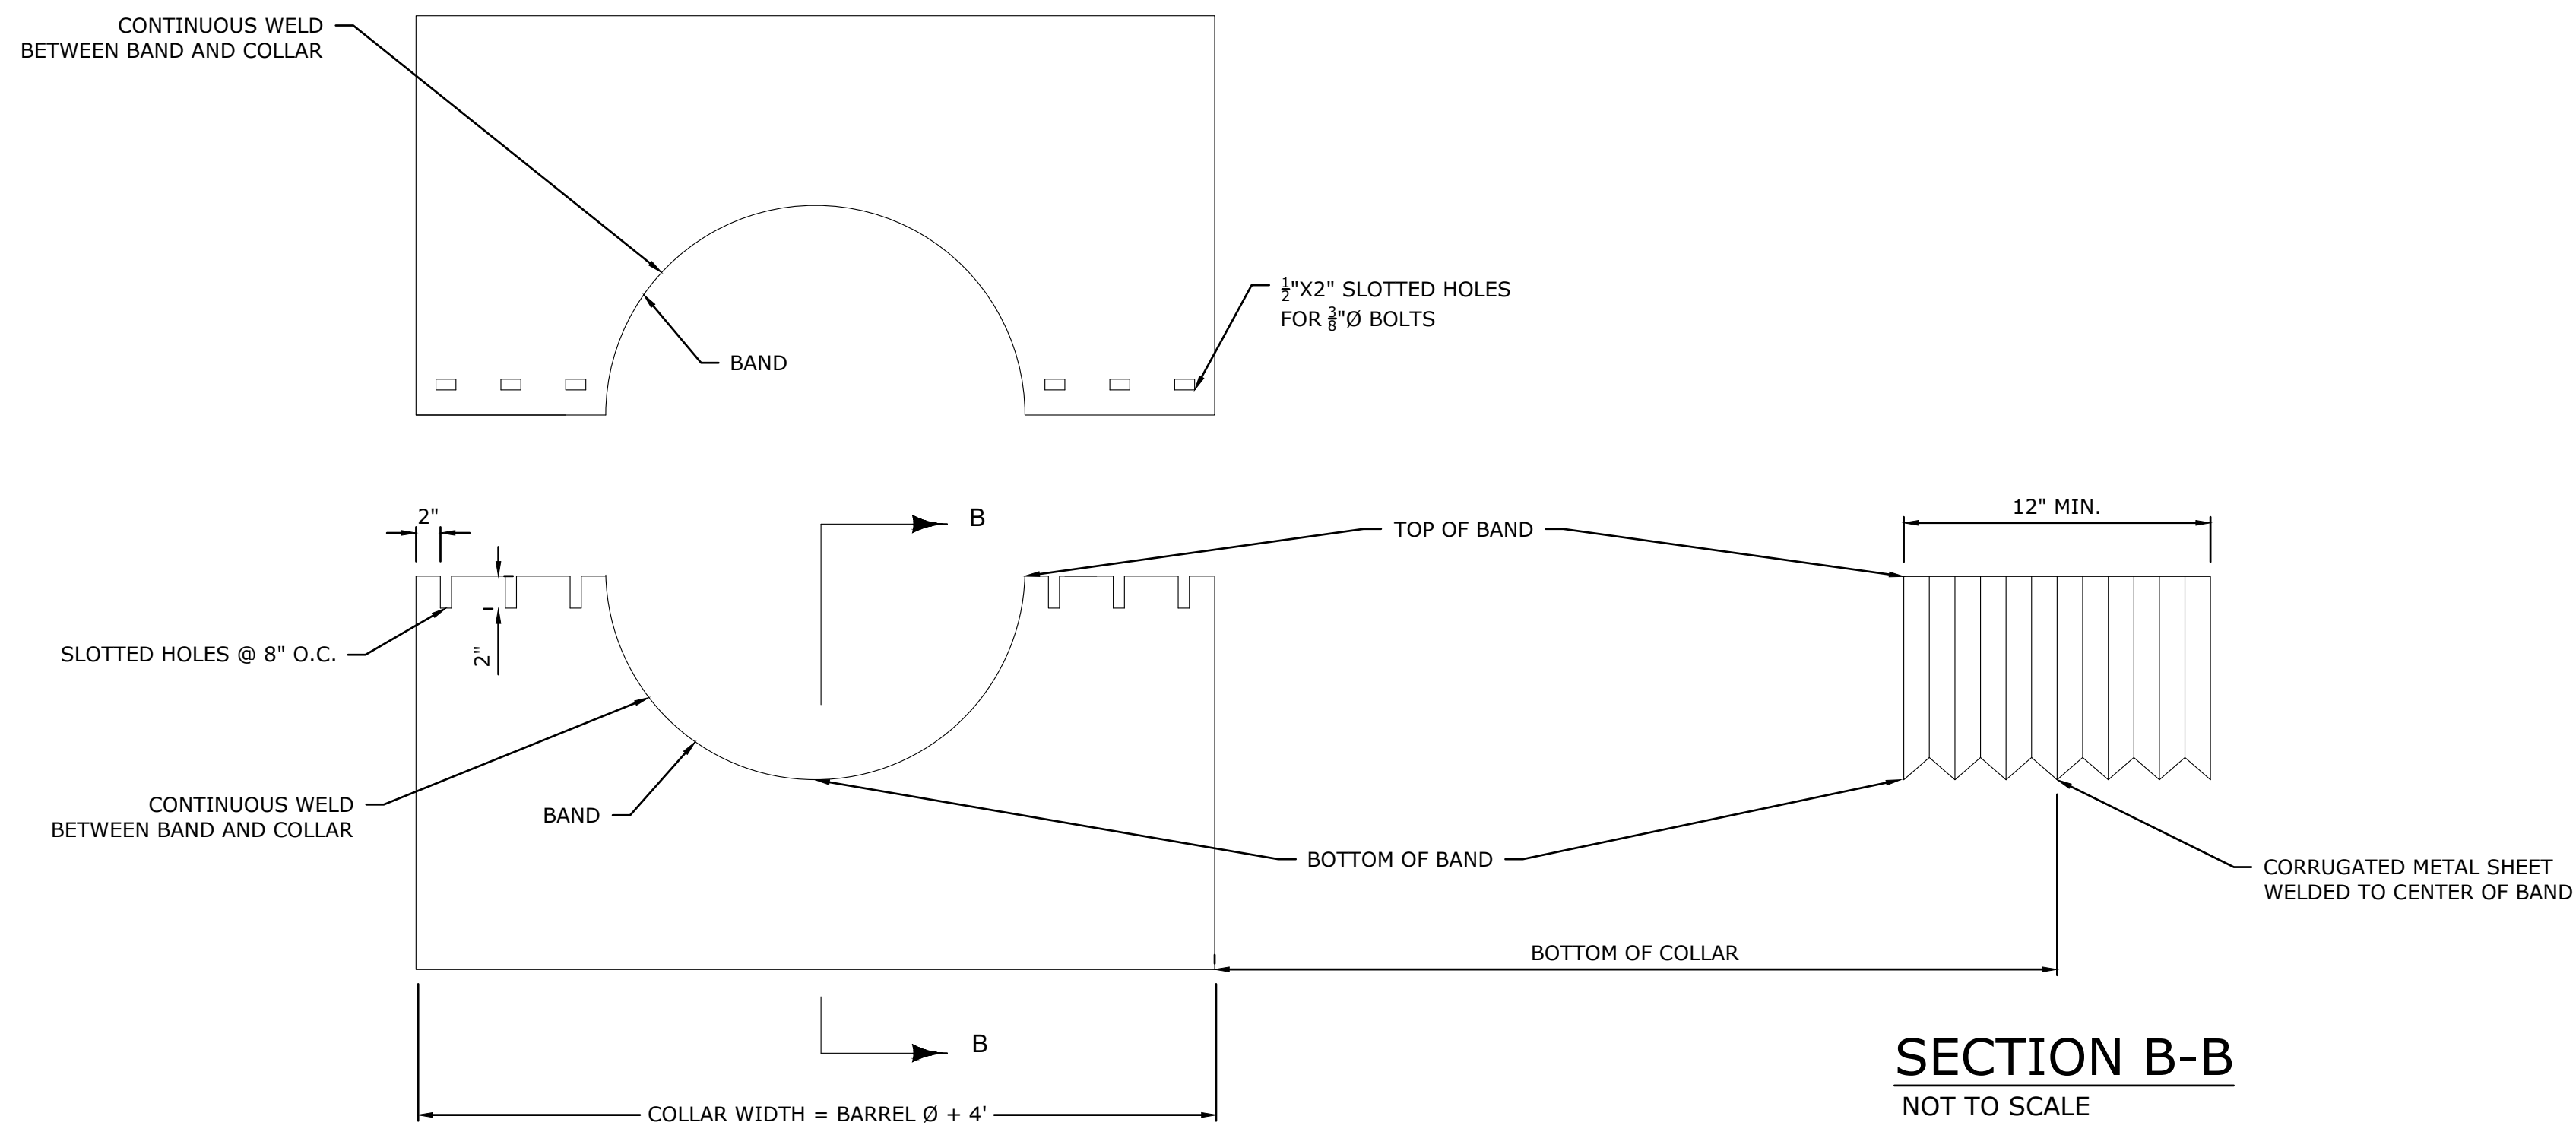 CONTINUOUS WELD
BETWEEN BAND AND COLLAR
½"X2" SLOTTED HOLES
FOR ⅜"Ø BOLTS
BAND
2"
B
TOP OF BAND
12" MIN.
SLOTTED HOLES @ 8" O.C.
2"
CONTINUOUS WELD
BETWEEN BAND AND COLLAR
BAND
BOTTOM OF BAND
CORRUGATED METAL SHEET
WELDED TO CENTER OF BAND
BOTTOM OF COLLAR
B
SECTION B-B
NOT TO SCALE
COLLAR WIDTH = BARREL Ø + 4'